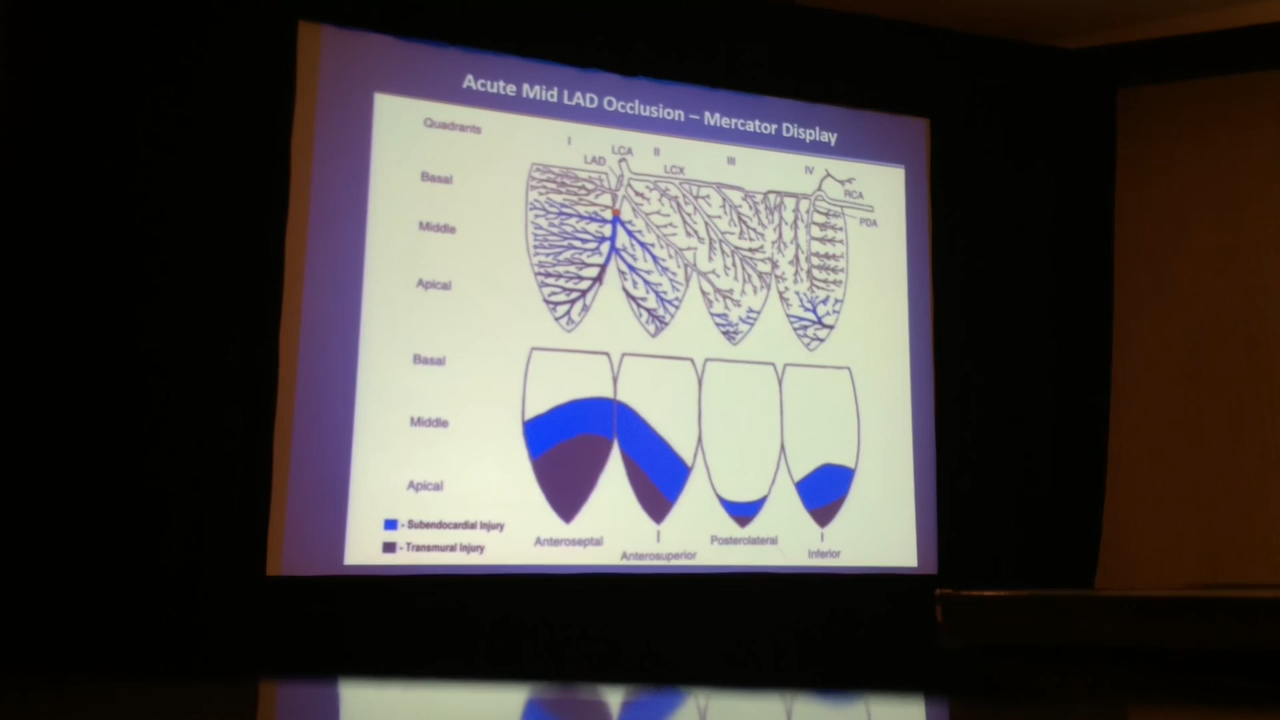 Acute Mid LAD Occlusion – Mercator Display
Quadrants
I
II
III
IV
LCA
LAD
LCX
RCA
PDA
Basal
Middle
Apical
Basal
Middle
Apical
- Subendocardial Injury
- Transmural Injury
Anteroseptal
Anterosuperior
Posterolateral
Inferior